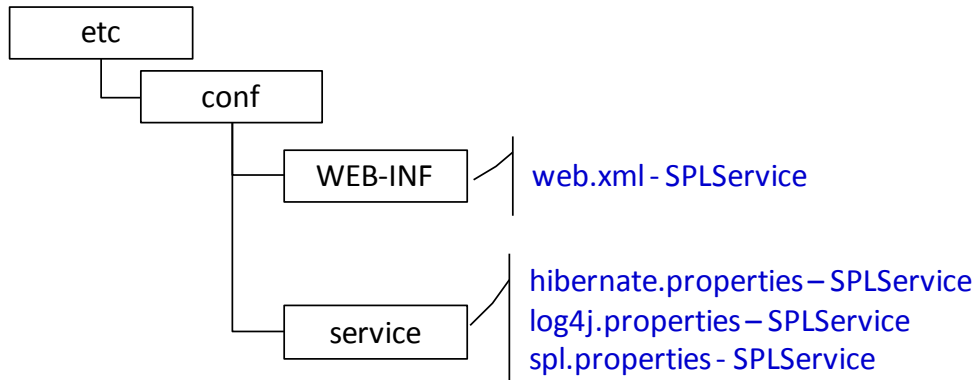 etc
conf
WEB-INF
web.xml - SPLService
hibernate.properties – SPLService
log4j.properties – SPLService
service
spl.properties - SPLService